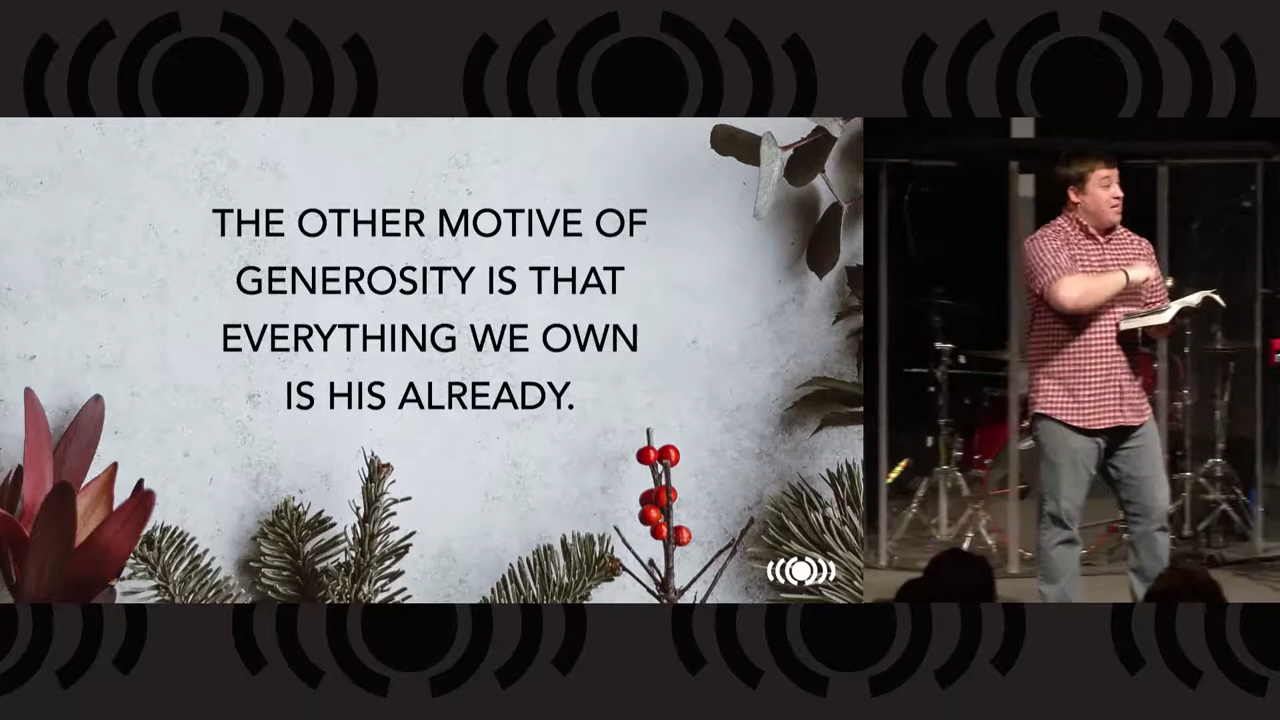 THE OTHER MOTIVE OF
GENEROSITY IS THAT
EVERYTHING WE OWN
IS HIS ALREADY.